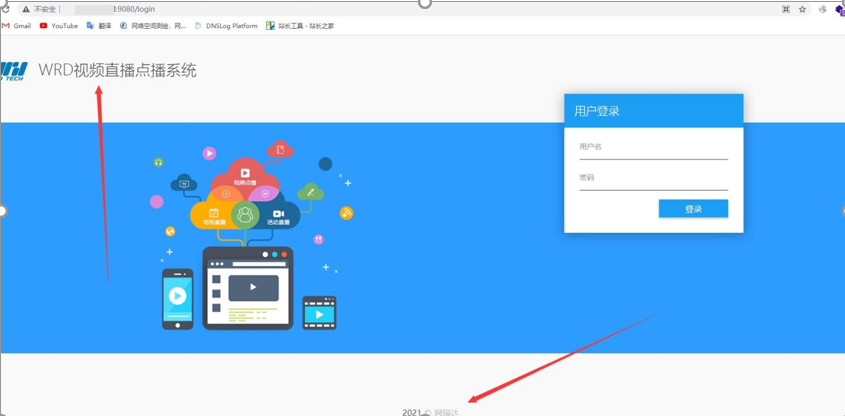 不安全 :9080/login
Gmail YouTube 翻译 网络空间测绘, 网... DNSLog Platform 站长工具 - 站长之家
TECH
WRD视频直播点播系统
用户登录
用户名
密码
登录
视频点播
活动直播
2021 © 网瑞达